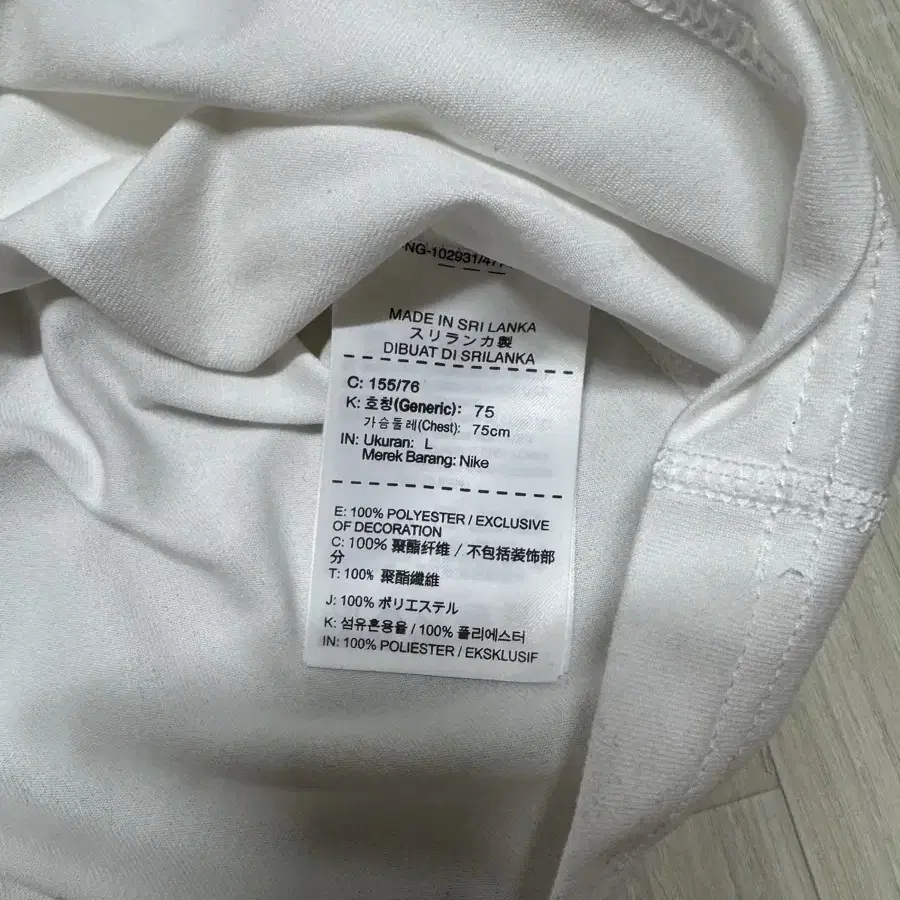 MADE IN SRI LANKA
スリランカ製
DIBUAT DI SRILANKA
C: 155/76
K: 호칭(Generic): 75
가슴둘레(Chest): 75cm
IN: Ukuran: L
Merek Barang: Nike
E: 100% POLYESTER / EXCLUSIVE
OF DECORATION
C: 100% 聚酯纤维 / 不包括装饰部
分
T: 100% 聚酯纖維
J: 100% ポリエステル
K: 섬유혼용율 / 100% 폴리에스터
IN: 100% POLIESTER / EKSKLUSIF